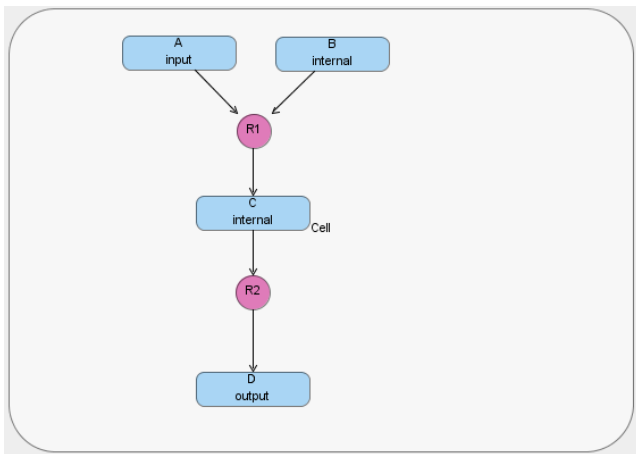 A
input
B
internal
R1
C
internal
Cell
R2
D
output